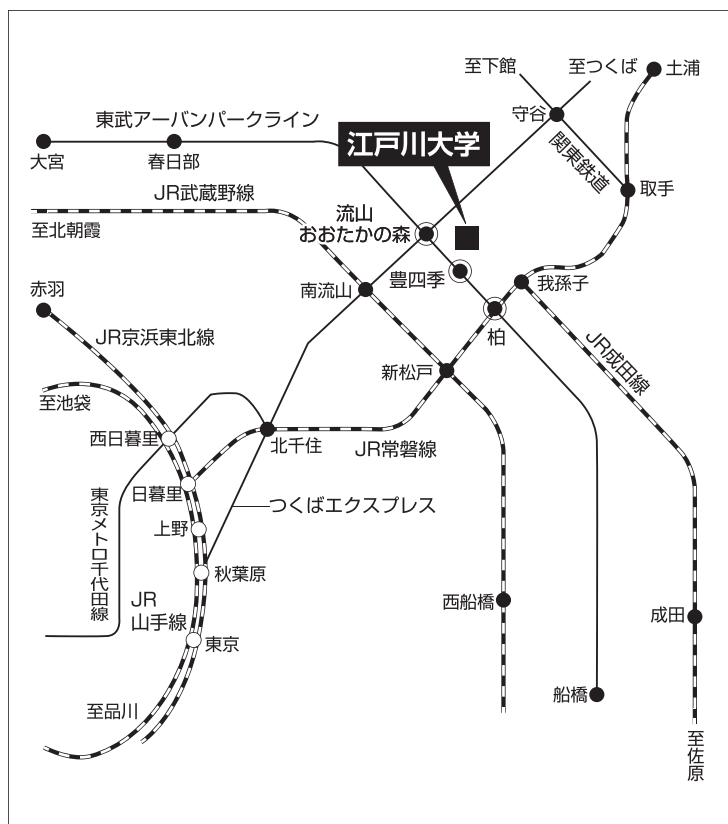 至下館
至つくば
土浦
東武アーバンパークライン
守谷
大宮
春日部
江戸川大学
関東鉄道
取手
JR武蔵野線
至北朝霞
流山
おおたかの森
豊四季
我孫子
赤羽
南流山
柏
JR京浜東北線
JR成田線
新松戸
至池袋
西日暮里
北千住
JR常磐線
日暮里
東京メトロ千代田線
つくばエクスプレス
上野
秋葉原
JR
山手線
西船橋
成田
東京
船橋
至品川
至佐原